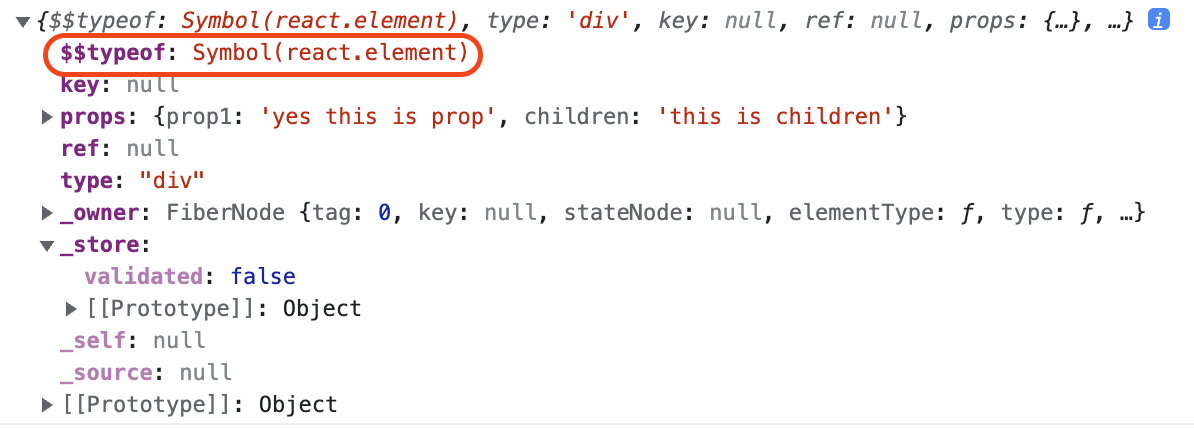 ▼{$$typeof: Symbol(react.element), type: 'div', key: null, ref: null, props: {…}, …} i
$$typeof: Symbol(react.element)
key: null
▶props: {prop1: 'yes this is prop', children: 'this is children'}
ref: null
type: "div"
▶_owner: FiberNode {tag: 0, key: null, stateNode: null, elementType: ƒ, type: ƒ, …}
▼_store:
validated: false
▶[[Prototype]]: Object
_self: null
_source: null
▶[[Prototype]]: Object